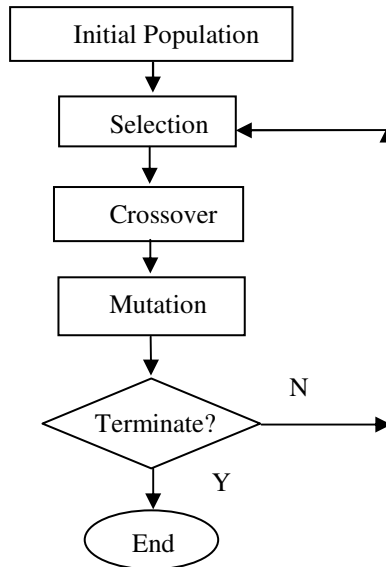 Initial Population
Selection
Crossover
Mutation
Terminate?
N
Y
End